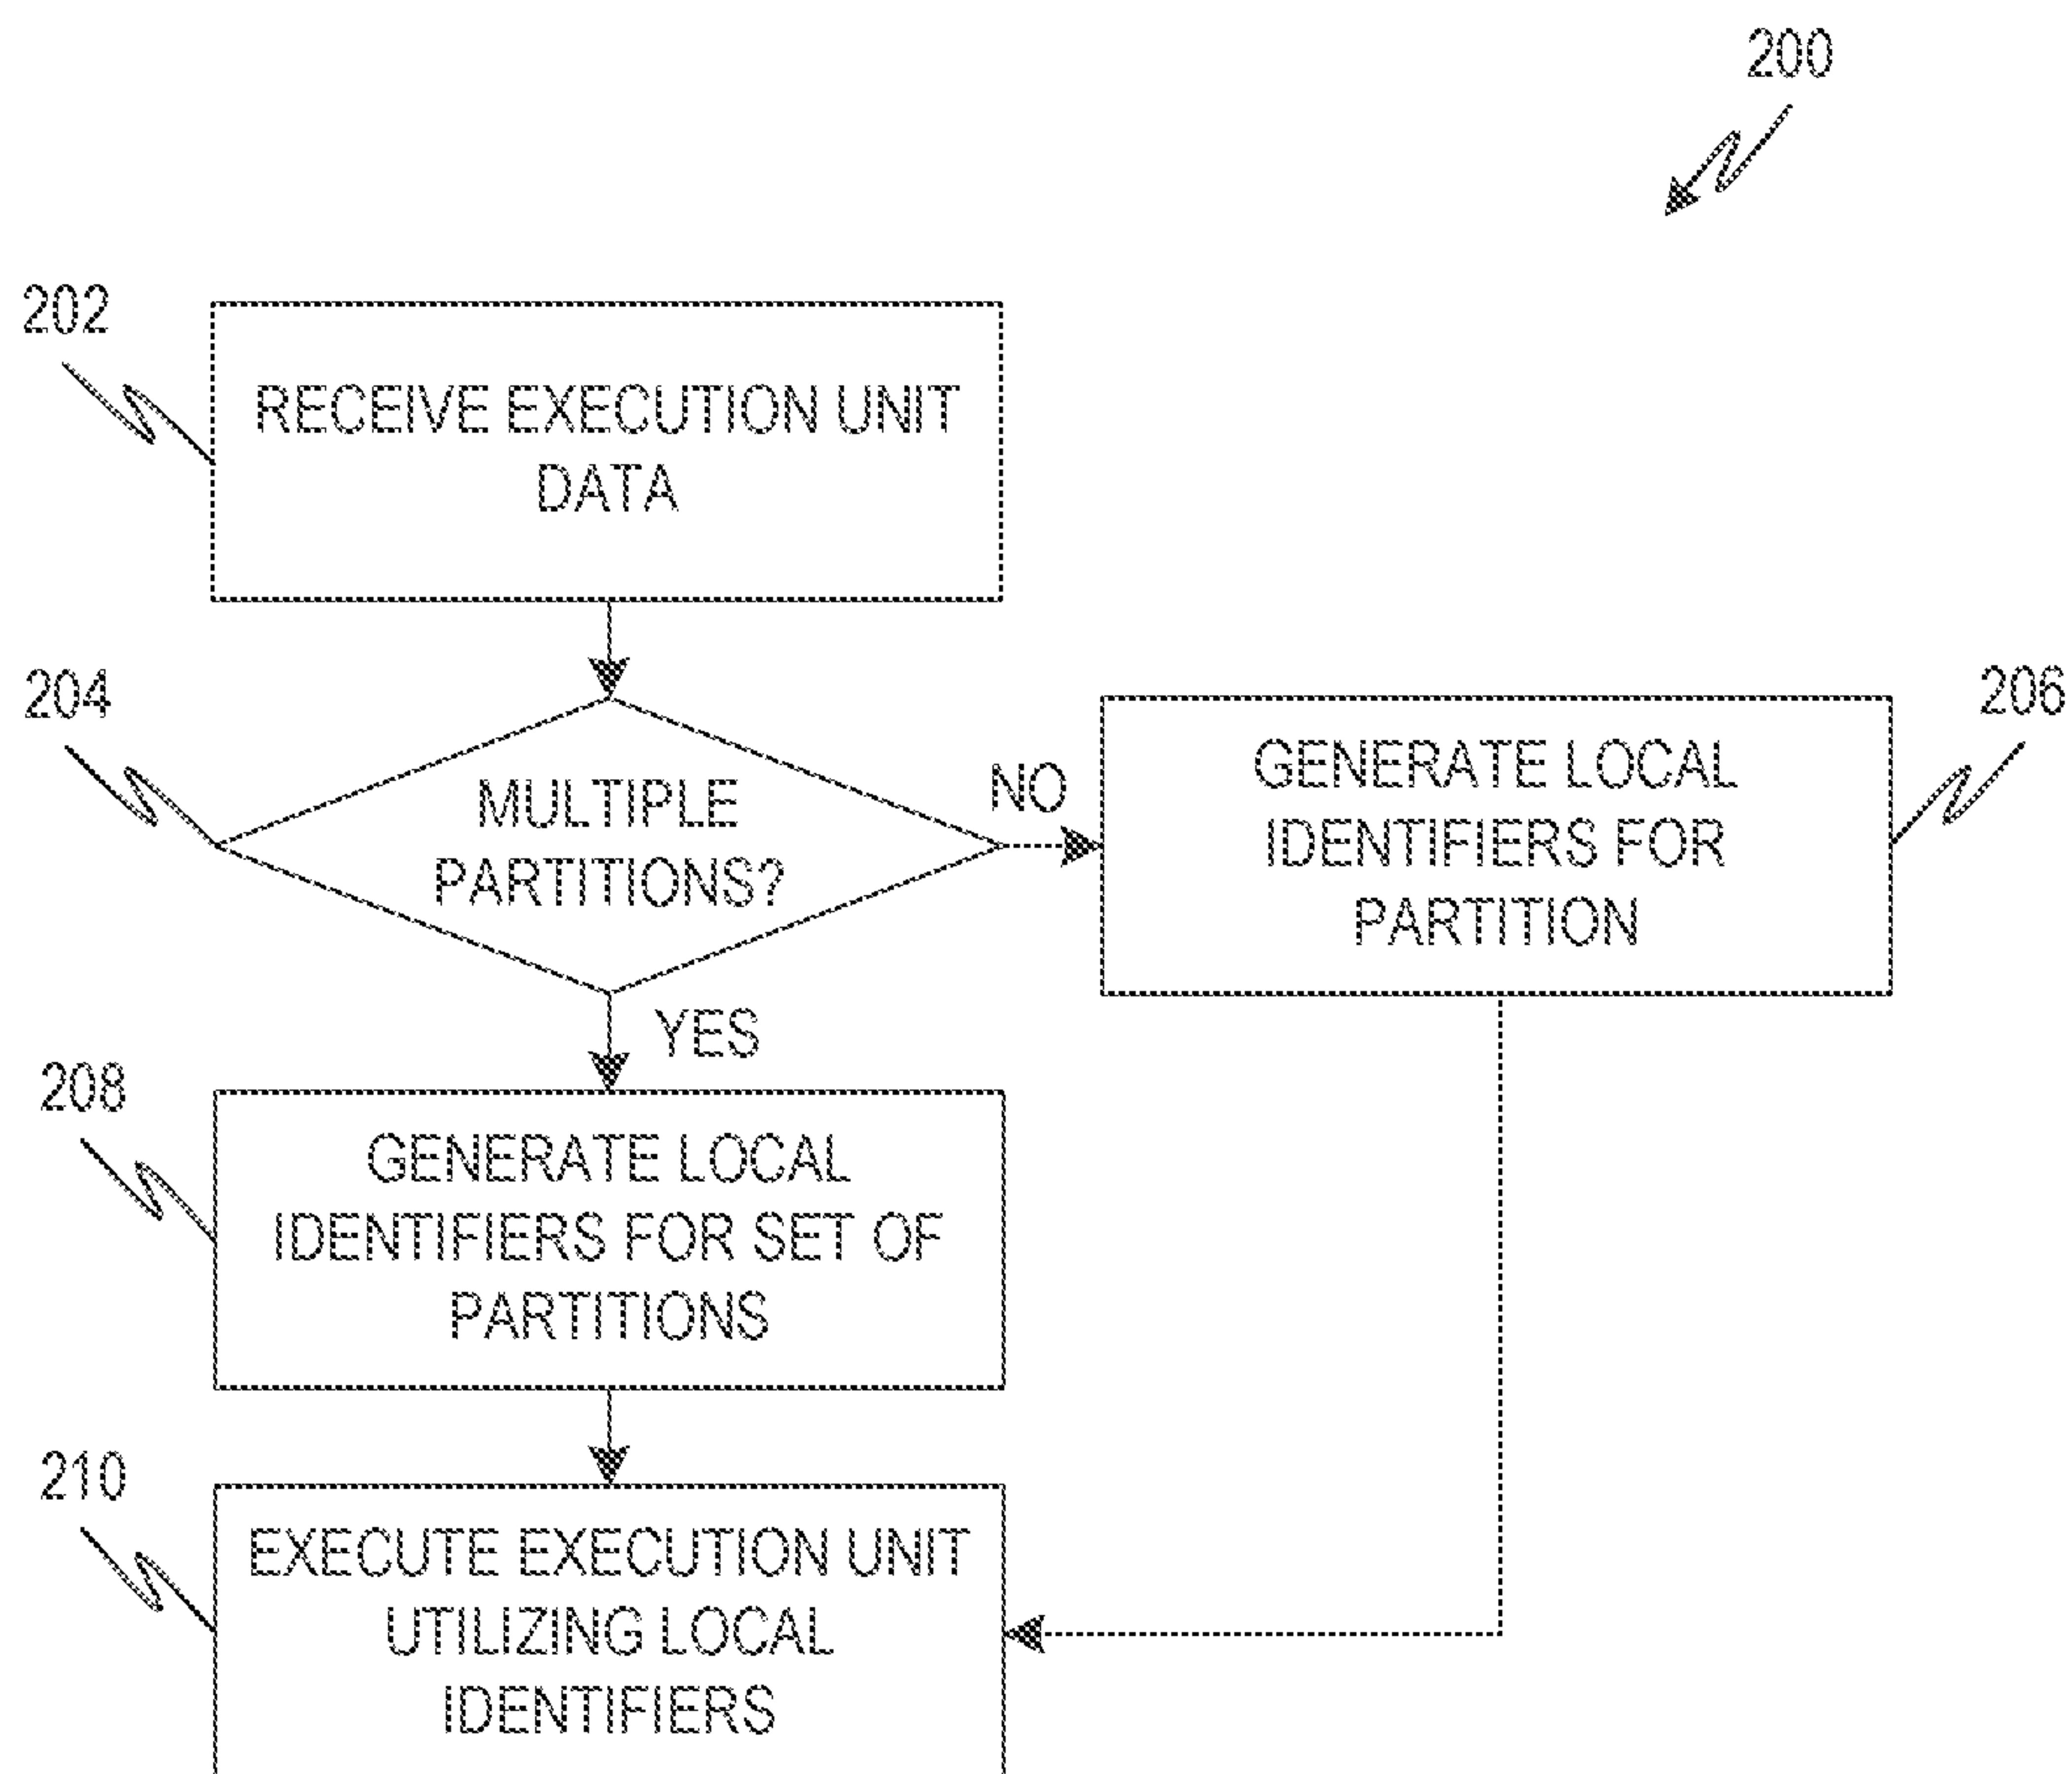 200
202
RECEIVE EXECUTION UNIT
DATA
204
MULTIPLE
PARTITIONS?
NO
206
GENERATE LOCAL
IDENTIFIERS FOR
PARTITION
YES
208
GENERATE LOCAL
IDENTIFIERS FOR SET OF
PARTITIONS
210
EXECUTE EXECUTION UNIT
UTILIZING LOCAL
IDENTIFIERS